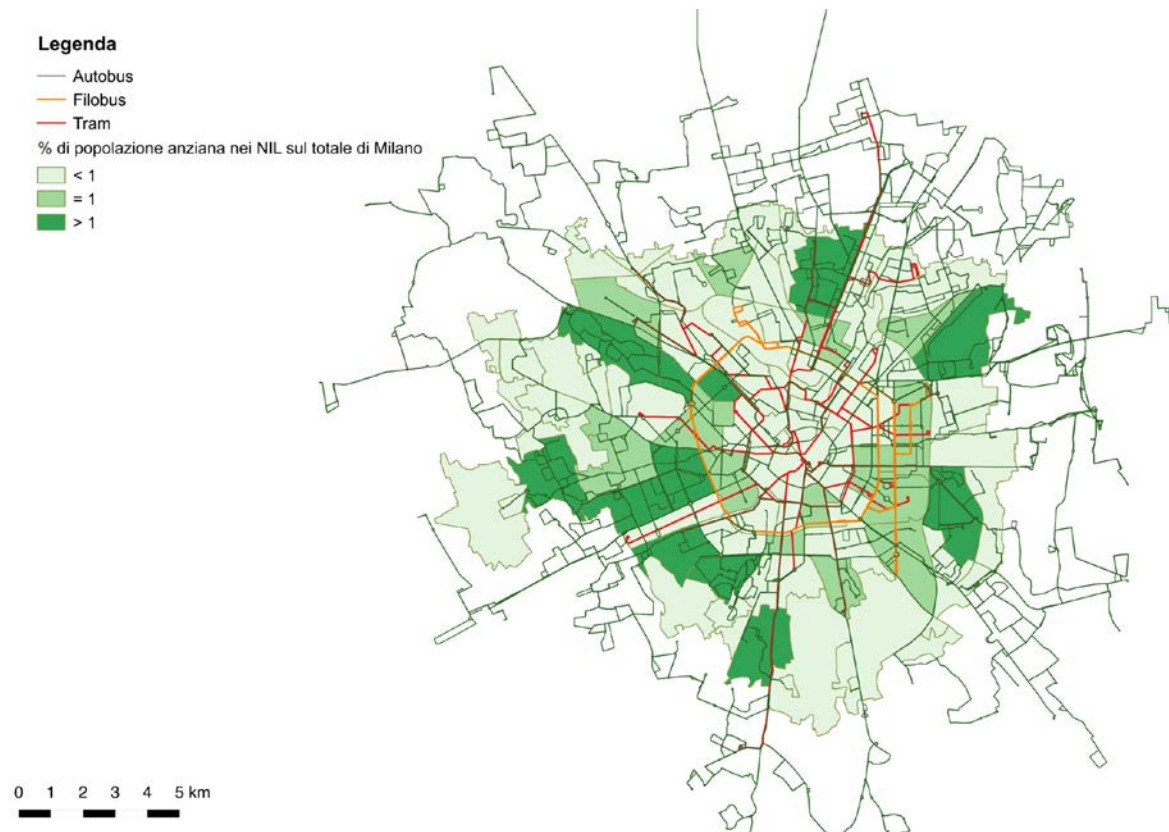 Legenda
Autobus
Filobus
Tram
% di popolazione anziana nei NIL sul totale di Milano
< 1
= 1
> 1
0 1 2 3 4 5 km